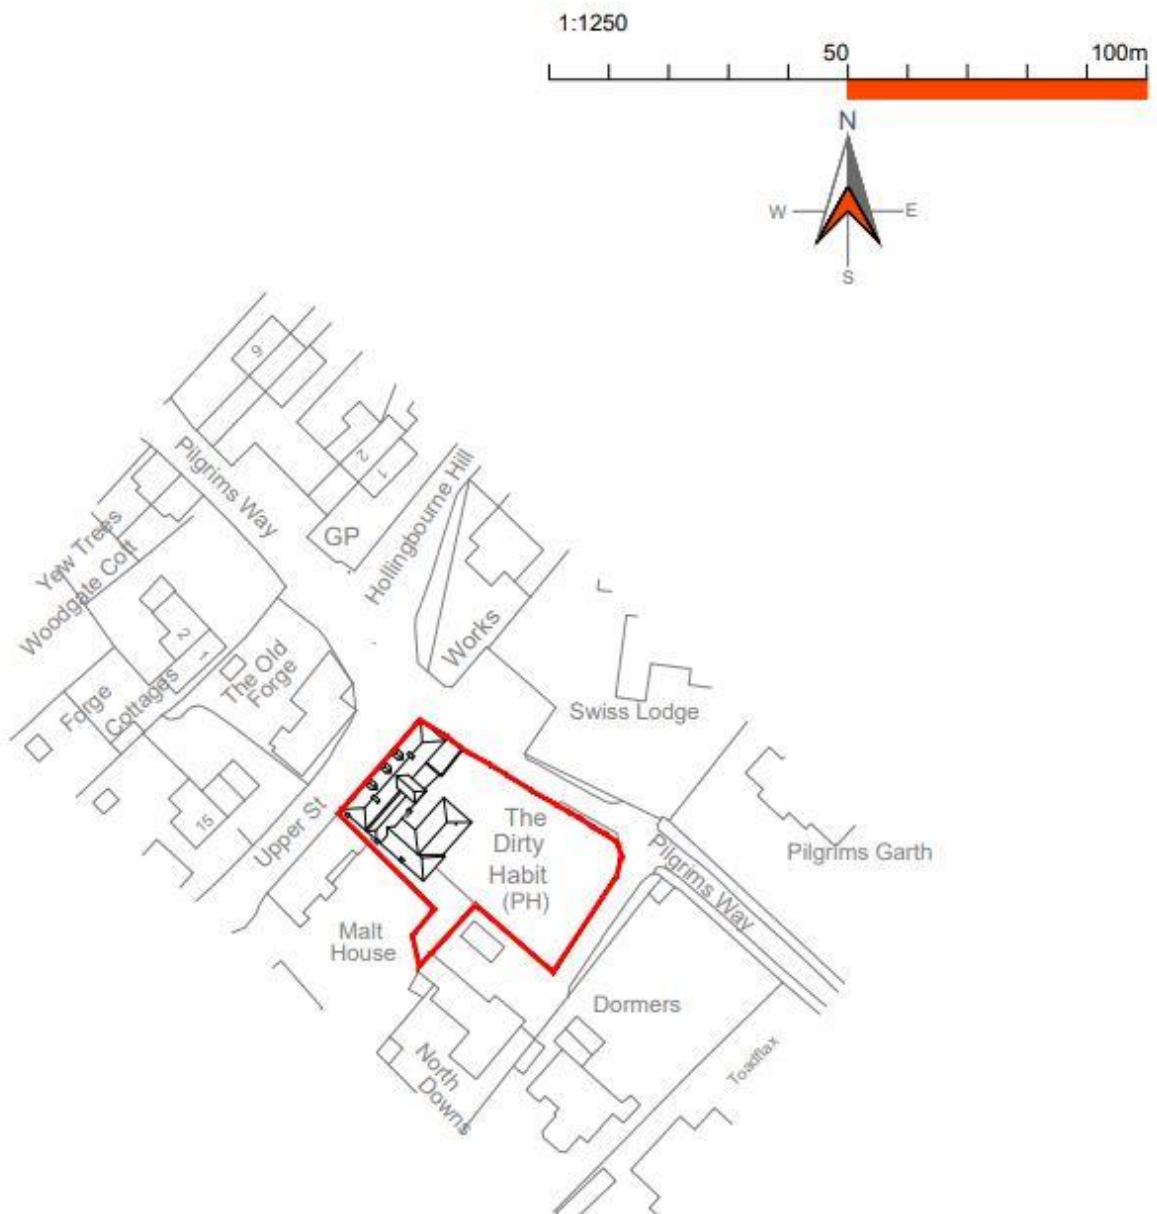 1:1250
50
100m
N
W
E
S
6
2
1
Pilgrims Way
Hollingbourne Hill
GP
Yew Trees
Woodgate Cott
2
1
Works
The Old
Forge
Forge
Cottages
Swiss Lodge
15
Upper St
The
Dirty
Habit
(PH)
Pilgrims Way
Pilgrims Garth
Malt
House
Dormers
North
Downs
Toadflax